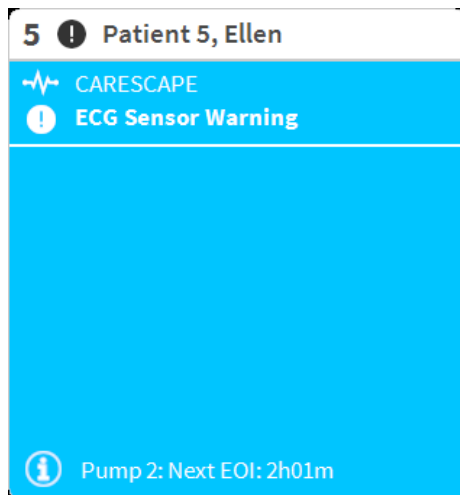 5 Patient 5, Ellen
CARESCAPE
ECG Sensor Warning
Pump 2: Next EOI: 2h01m